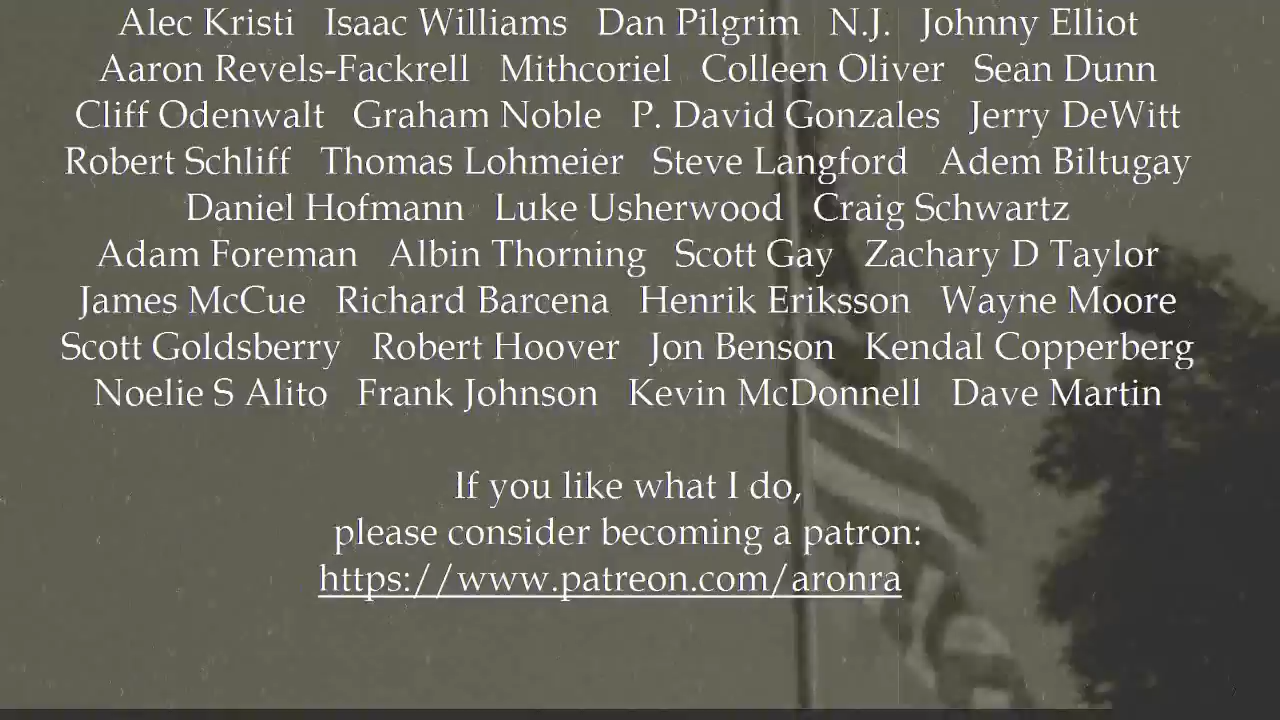 Alec Kristi Isaac Williams Dan Pilgrim N.J. Johnny Elliot
Aaron Revels-Fackrell Mithcoriel Colleen Oliver Sean Dunn
Cliff Odenwalt Graham Noble P. David Gonzales Jerry DeWitt
Robert Schliff Thomas Lohmeier Steve Langford Adem Biltugay
Daniel Hofmann Luke Usherwood Craig Schwartz
Adam Foreman Albin Thorning Scott Gay Zachary D Taylor
James McCue Richard Barcena Henrik Eriksson Wayne Moore
Scott Goldsberry Robert Hoover Jon Benson Kendal Copperberg
Noelie S Alito Frank Johnson Kevin McDonnell Dave Martin
If you like what I do,
please consider becoming a patron:
https://www.patreon.com/aronra